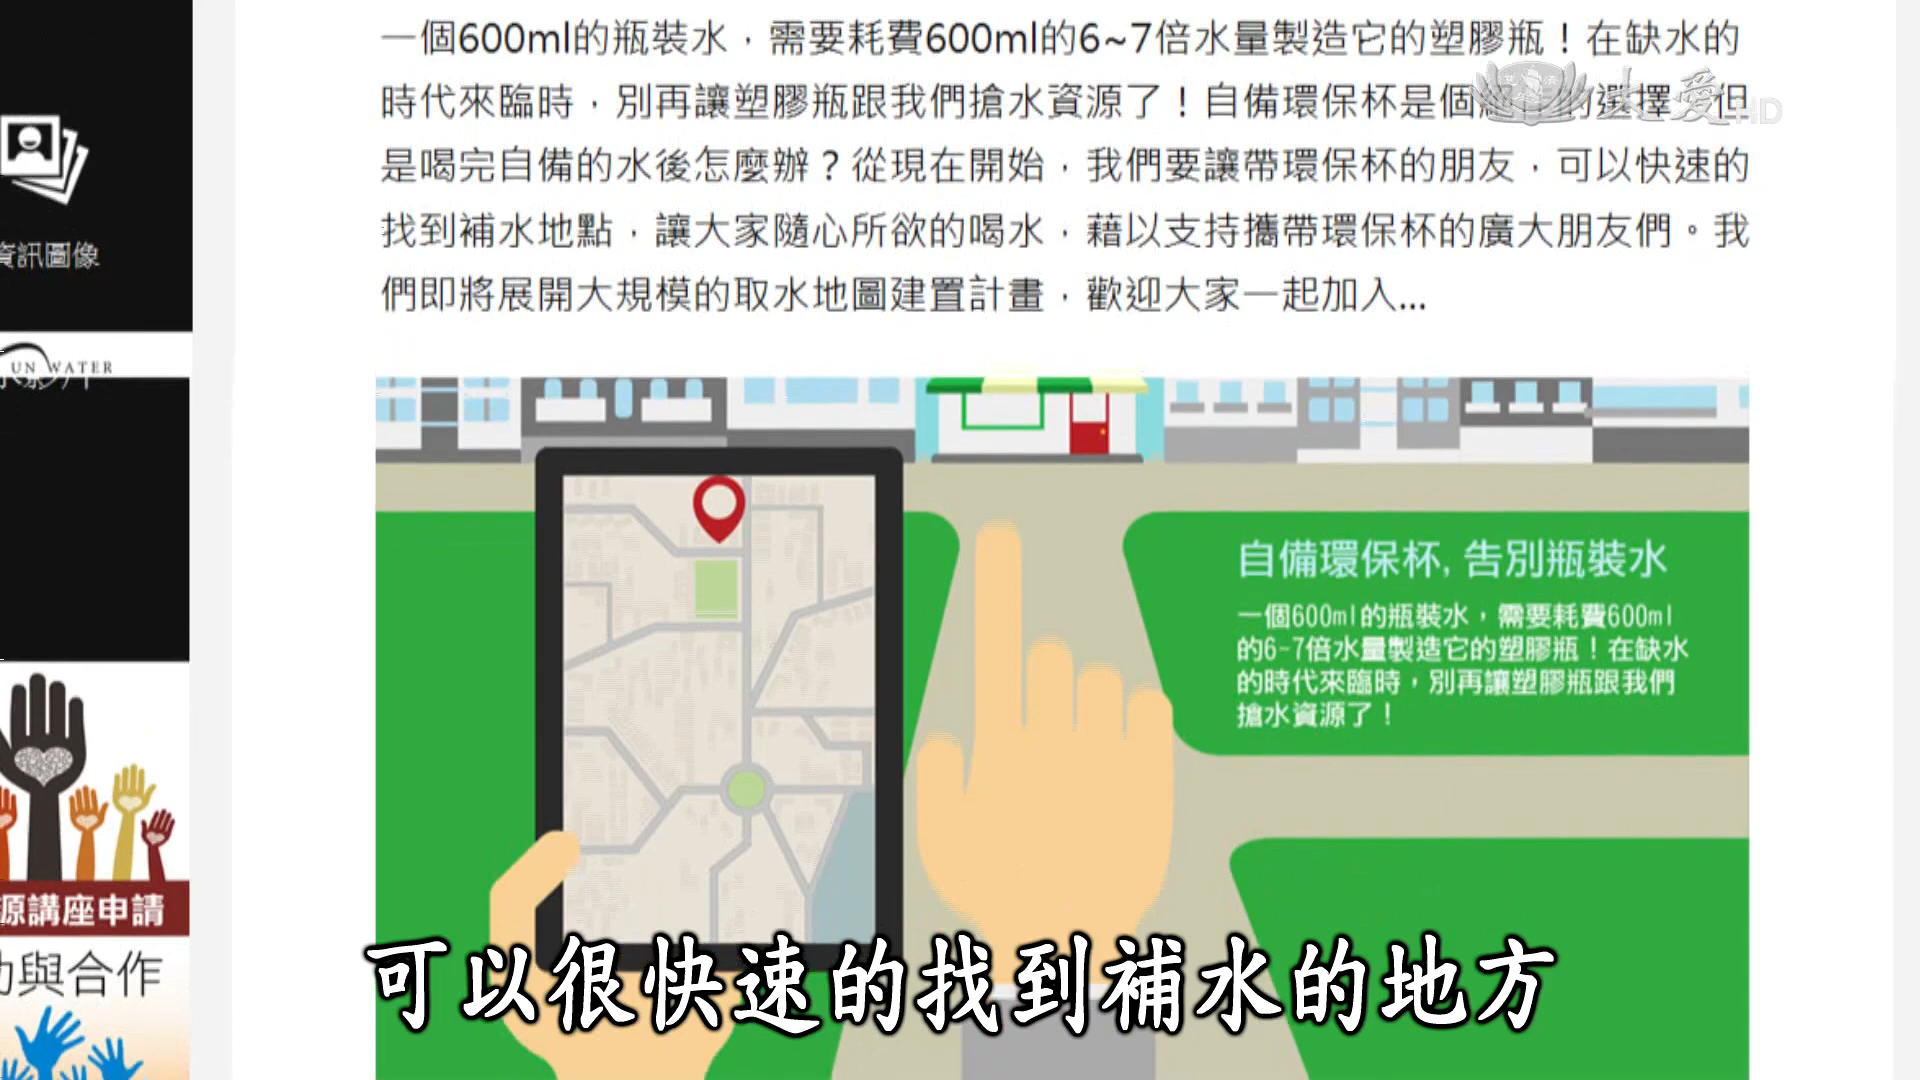 一個600ml的瓶裝水，需要耗費600ml的6~7倍水量製造它的塑膠瓶！在缺水的
時代來臨時，別再讓塑膠瓶跟我們搶水資源了！自備環保杯是個 的選擇 但
是喝完自備的水後怎麼辦？從現在開始，我們要讓帶環保杯的朋友，可以快速的
找到補水地點，讓大家隨心所欲的喝水，藉以支持攜帶環保杯的廣大朋友們。我
們即將展開大規模的取水地圖建置計畫，歡迎大家一起加入...
大愛HD
資訊圖像
UN WATER
自備環保杯, 告別瓶裝水
一個600ml的瓶裝水，需要耗費600ml
的6-7倍水量製造它的塑膠瓶！在缺水
的時代來臨時，別再讓塑膠瓶跟我們
搶水資源了！
源講座申請
與合作
可以很快速的找到補水的地方